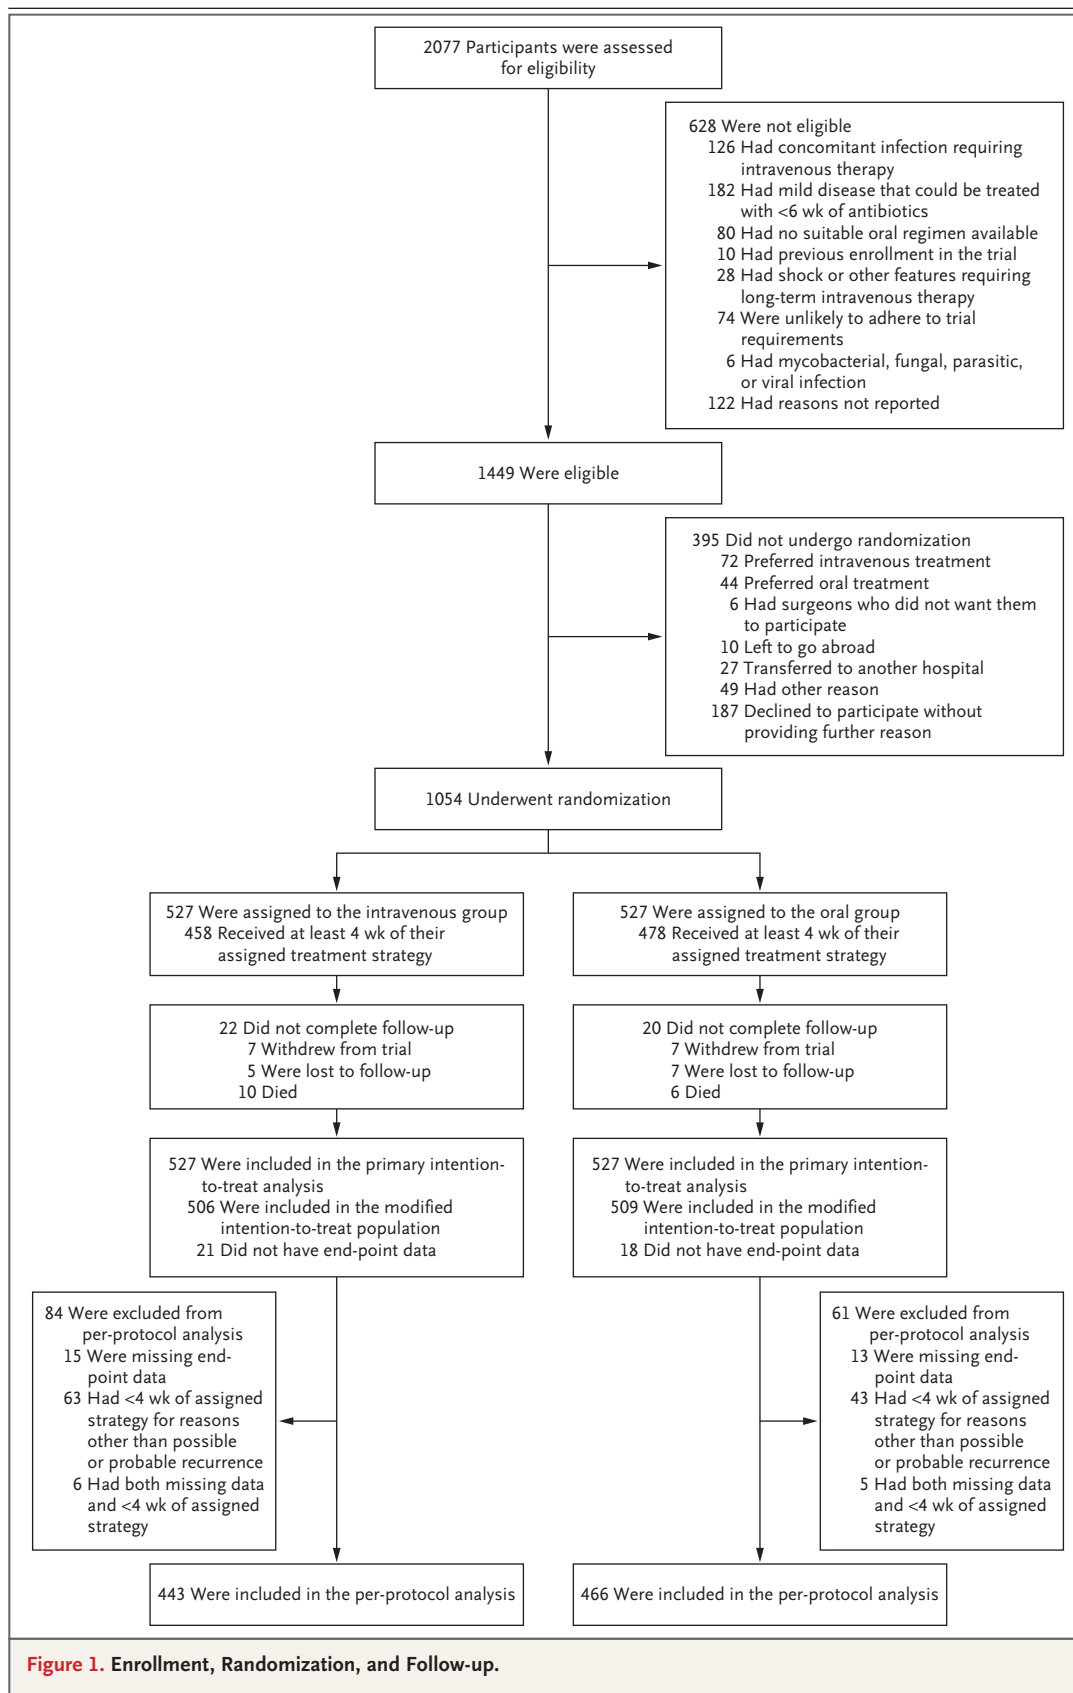 2077 Participants were assessed
for eligibility
628 Were not eligible
126 Had concomitant infection requiring
intravenous therapy
182 Had mild disease that could be treated
with <6 wk of antibiotics
80 Had no suitable oral regimen available
10 Had previous enrollment in the trial
28 Had shock or other features requiring
long-term intravenous therapy
74 Were unlikely to adhere to trial
requirements
6 Had mycobacterial, fungal, parasitic,
or viral infection
122 Had reasons not reported
1449 Were eligible
395 Did not undergo randomization
72 Preferred intravenous treatment
44 Preferred oral treatment
6 Had surgeons who did not want them
to participate
10 Left to go abroad
27 Transferred to another hospital
49 Had other reason
187 Declined to participate without
providing further reason
1054 Underwent randomization
527 Were assigned to the intravenous group
458 Received at least 4 wk of their
assigned treatment strategy
527 Were assigned to the oral group
478 Received at least 4 wk of their
assigned treatment strategy
22 Did not complete follow-up
7 Withdrew from trial
5 Were lost to follow-up
10 Died
20 Did not complete follow-up
7 Withdrew from trial
7 Were lost to follow-up
6 Died
527 Were included in the primary intention-
to-treat analysis
506 Were included in the modified
intention-to-treat population
21 Did not have end-point data
527 Were included in the primary intention-
to-treat analysis
509 Were included in the modified
intention-to-treat population
18 Did not have end-point data
84 Were excluded from
per-protocol analysis
15 Were missing end-
point data
63 Had <4 wk of assigned
strategy for reasons
other than possible
or probable recurrence
6 Had both missing data
and <4 wk of assigned
strategy
61 Were excluded from
per-protocol analysis
13 Were missing end-
point data
43 Had <4 wk of assigned
strategy for reasons
other than possible
or probable recurrence
5 Had both missing data
and <4 wk of assigned
strategy
443 Were included in the per-protocol analysis
466 Were included in the per-protocol analysis
Figure 1. Enrollment, Randomization, and Follow-up.